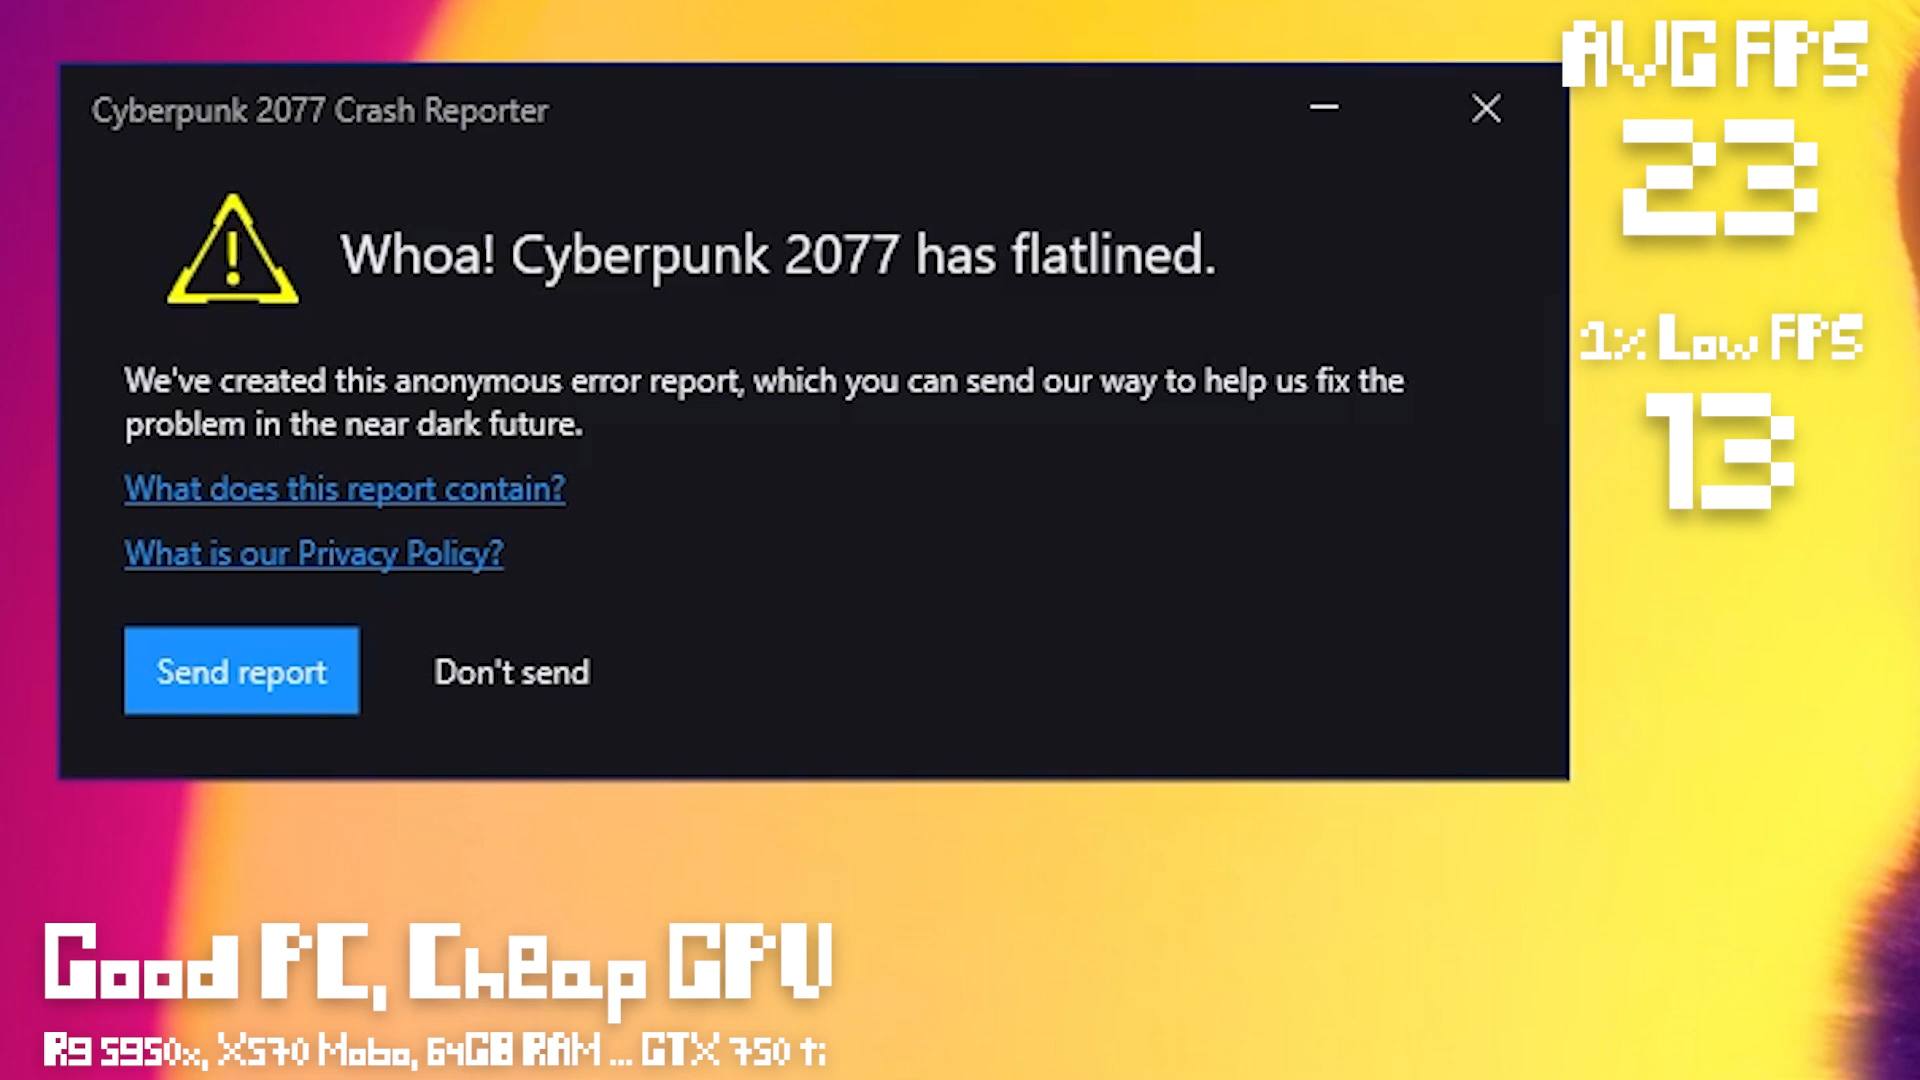 AVG FPS
23
1% Low FPS
13
Cyberpunk 2077 Crash Reporter
Whoa! Cyberpunk 2077 has flatlined.
We've created this anonymous error report, which you can send our way to help us fix the
problem in the near dark future.
What does this report contain?
What is our Privacy Policy?
Send report
Don't send
Good PC, Cheap GPU
R9 5950x, X570 Mobo, 64GB RAM ... GTX 750 ti